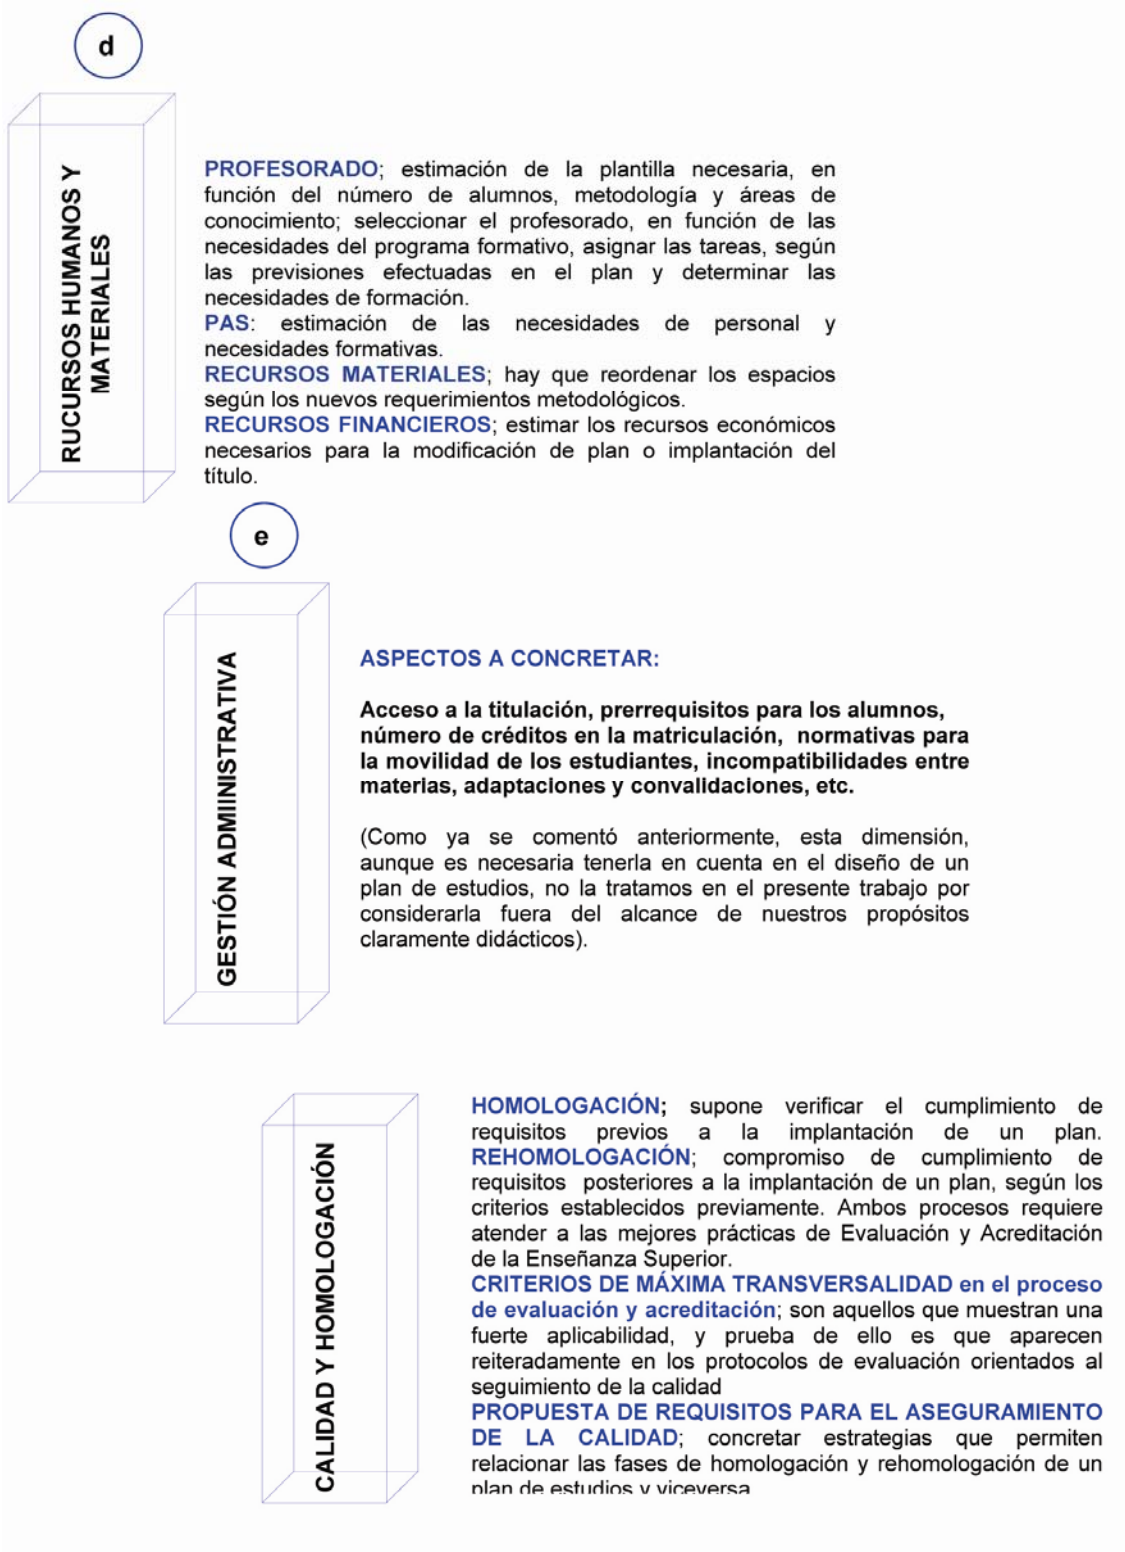 d
RUCURSOS HUMANOS Y
MATERIALES
PROFESORADO; estimación de la plantilla necesaria, en
función del número de alumnos, metodología y áreas de
conocimiento; seleccionar el profesorado, en función de las
necesidades del programa formativo, asignar las tareas, según
las previsiones efectuadas en el plan y determinar las
necesidades de formación.
PAS: estimación de las necesidades de personal y
necesidades formativas.
RECURSOS MATERIALES; hay que reordenar los espacios
según los nuevos requerimientos metodológicos.
RECURSOS FINANCIEROS; estimar los recursos económicos
necesarios para la modificación de plan o implantación del
título.
e
GESTIÓN ADMIINISTRATIVA
ASPECTOS A CONCRETAR:
Acceso a la titulación, prerrequisitos para los alumnos,
número de créditos en la matriculación, normativas para
la movilidad de los estudiantes, incompatibilidades entre
materias, adaptaciones y convalidaciones, etc.
(Como ya se comentó anteriormente, esta dimensión,
aunque es necesaria tenerla en cuenta en el diseño de un
plan de estudios, no la tratamos en el presente trabajo por
considerarla fuera del alcance de nuestros propósitos
claramente didácticos).
CALIDAD Y HOMOLOGACIÓN
HOMOLOGACIÓN; supone verificar el cumplimiento de
requisitos previos a la implantación de un plan.
REHOMOLOGACIÓN; compromiso de cumplimiento de
requisitos posteriores a la implantación de un plan, según los
criterios establecidos previamente. Ambos procesos requiere
atender a las mejores prácticas de Evaluación y Acreditación
de la Enseñanza Superior.
CRITERIOS DE MÁXIMA TRANSVERSALIDAD en el proceso
de evaluación y acreditación; son aquellos que muestran una
fuerte aplicabilidad, y prueba de ello es que aparecen
reiteradamente en los protocolos de evaluación orientados al
seguimiento de la calidad
PROPUESTA DE REQUISITOS PARA EL ASEGURAMIENTO
DE LA CALIDAD; concretar estrategias que permiten
relacionar las fases de homologación y rehomologación de un
plan de estudios y viceversa